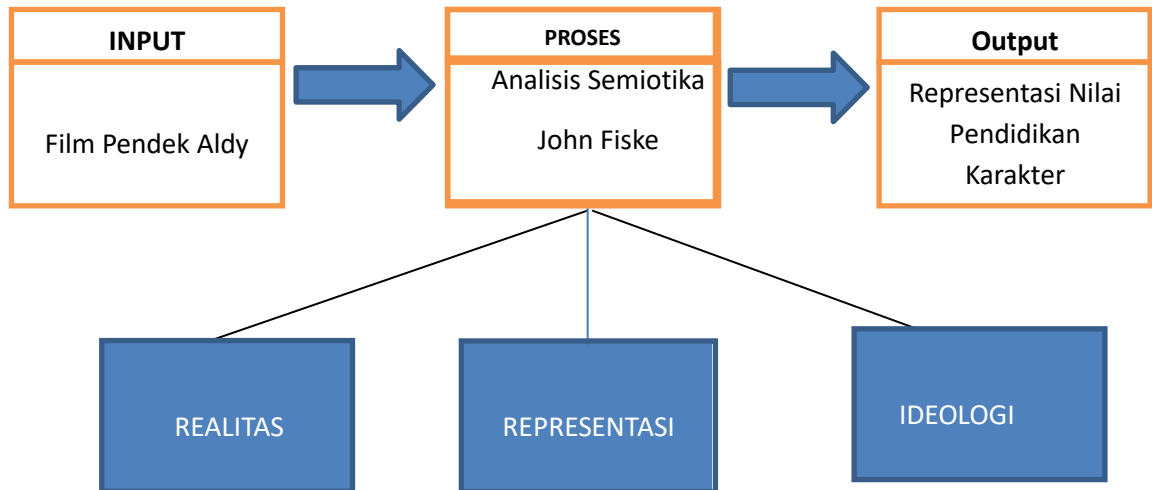 INPUT
Film Pendek Aldy
PROSES
Analisis Semiotika
John Fiske
Output
Representasi Nilai
Pendidikan
Karakter
REALITAS
REPRESENTASI
IDEOLOGI